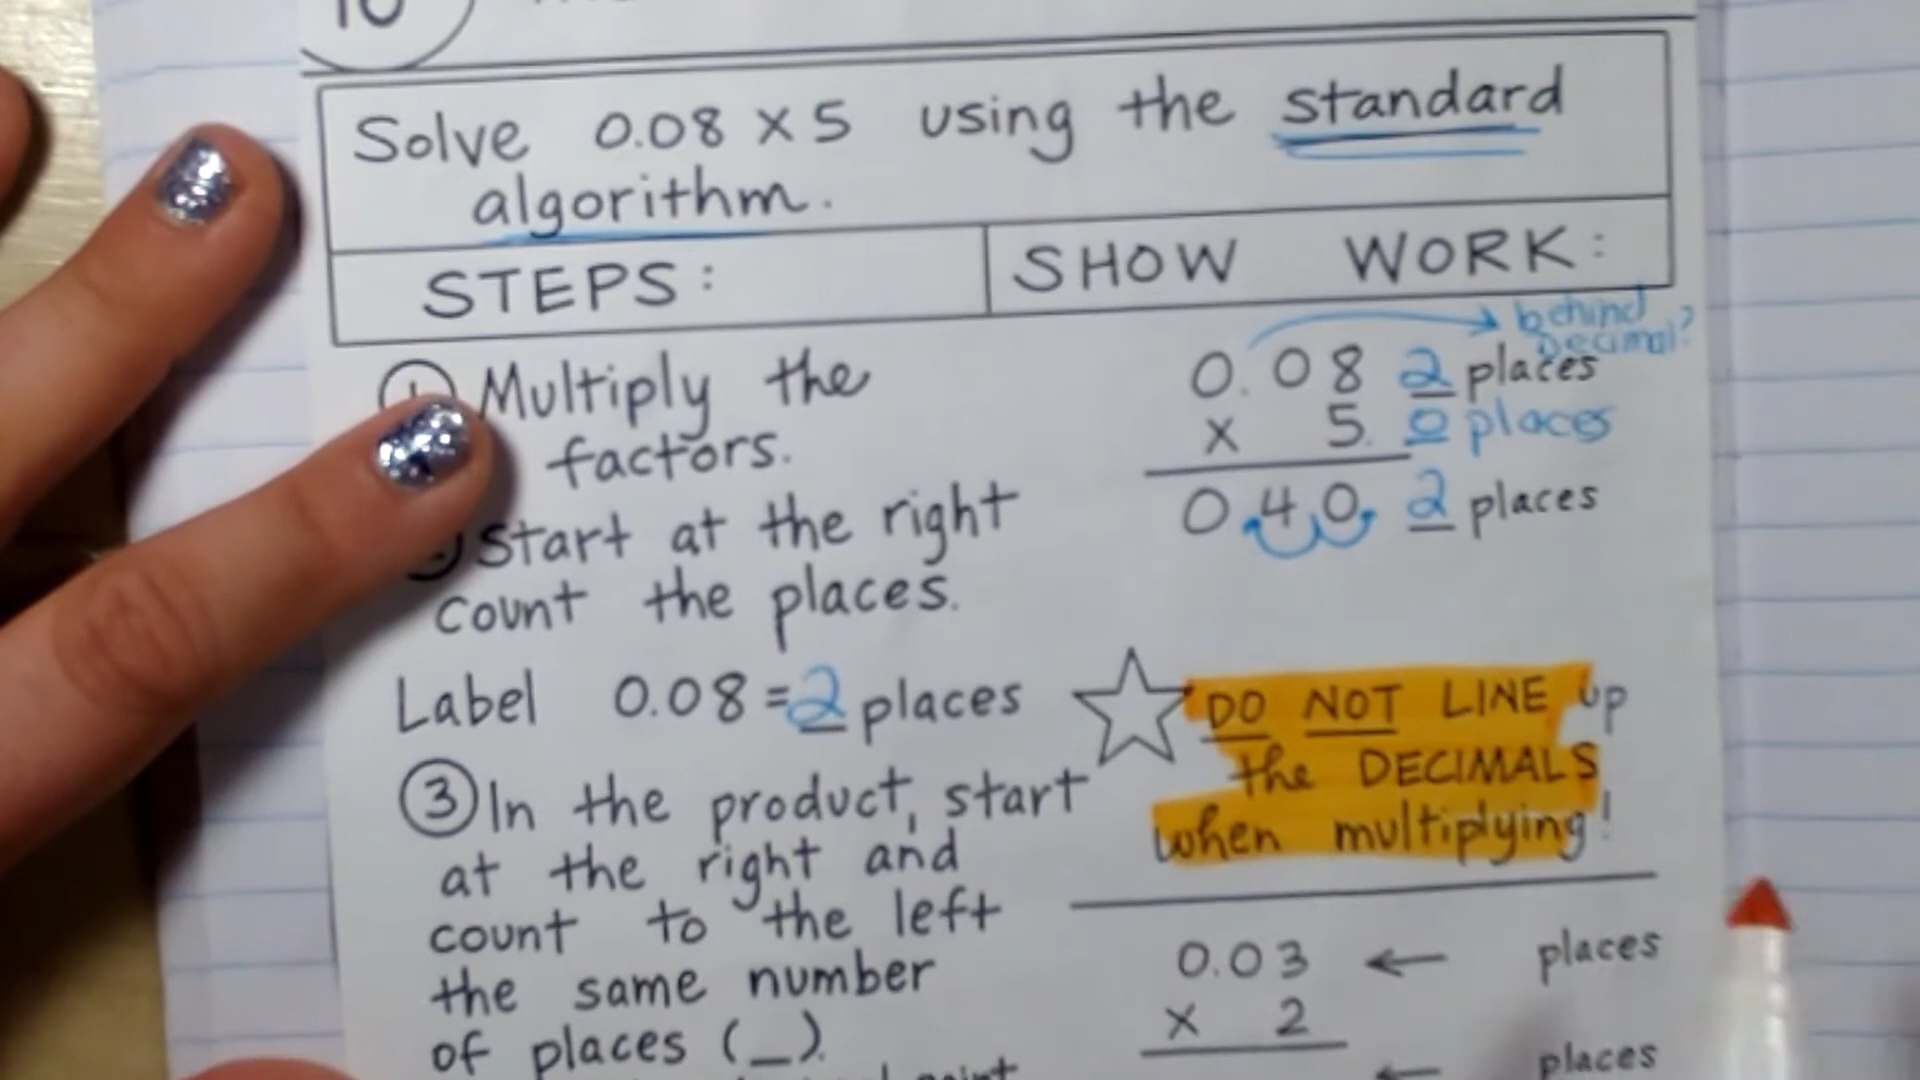 10
Solve 0.08 x 5 using the standard
algorithm.
STEPS:
SHOW WORK:
1 Multiply the
factors.
Start at the right
count the places.
Label 0.08 = 2 places
3 In the product, start
at the right and
count to the left
the same number
of places (_).
behind
Decimal?
0.08 2 places
x 5. 0 places
0.40 2 places
DO NOT LINE up
the DECIMALS
when multiplying!
0.03 ← places
x 2
← places